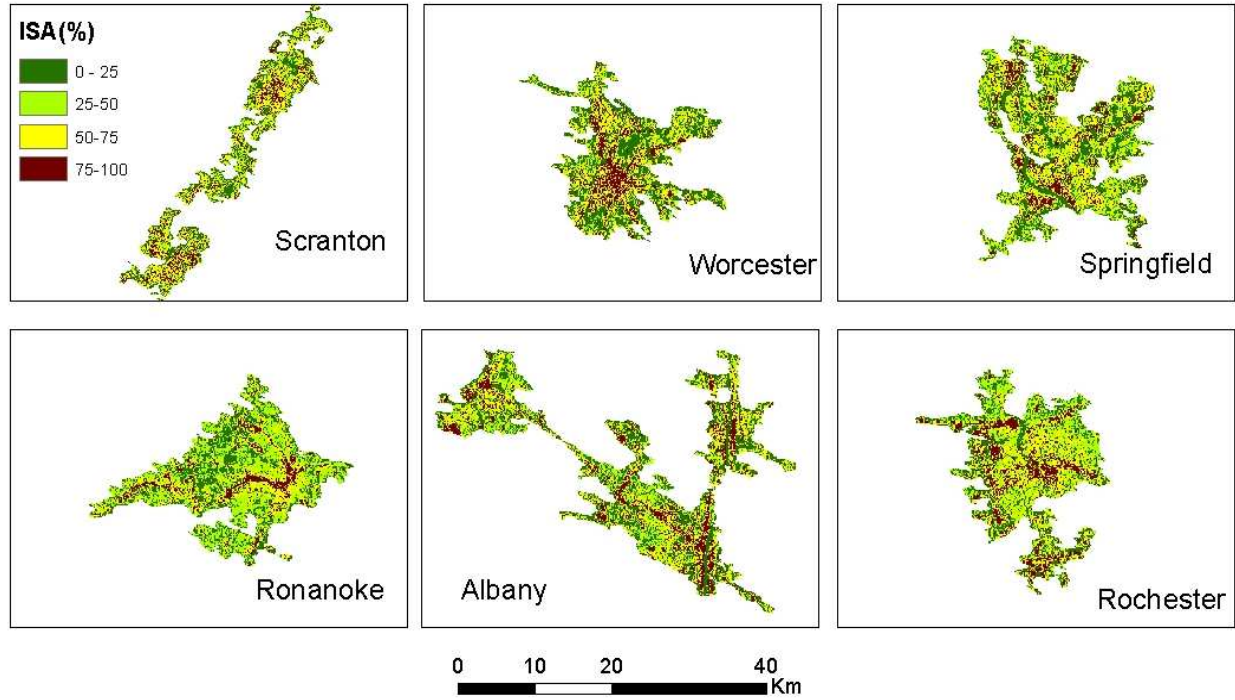 ISA(%)
0 - 25
25-50
50-75
75-100
Scranton
Worcester
Springfield
Ronanoke
Albany
Rochester
0 10 20 40
Km